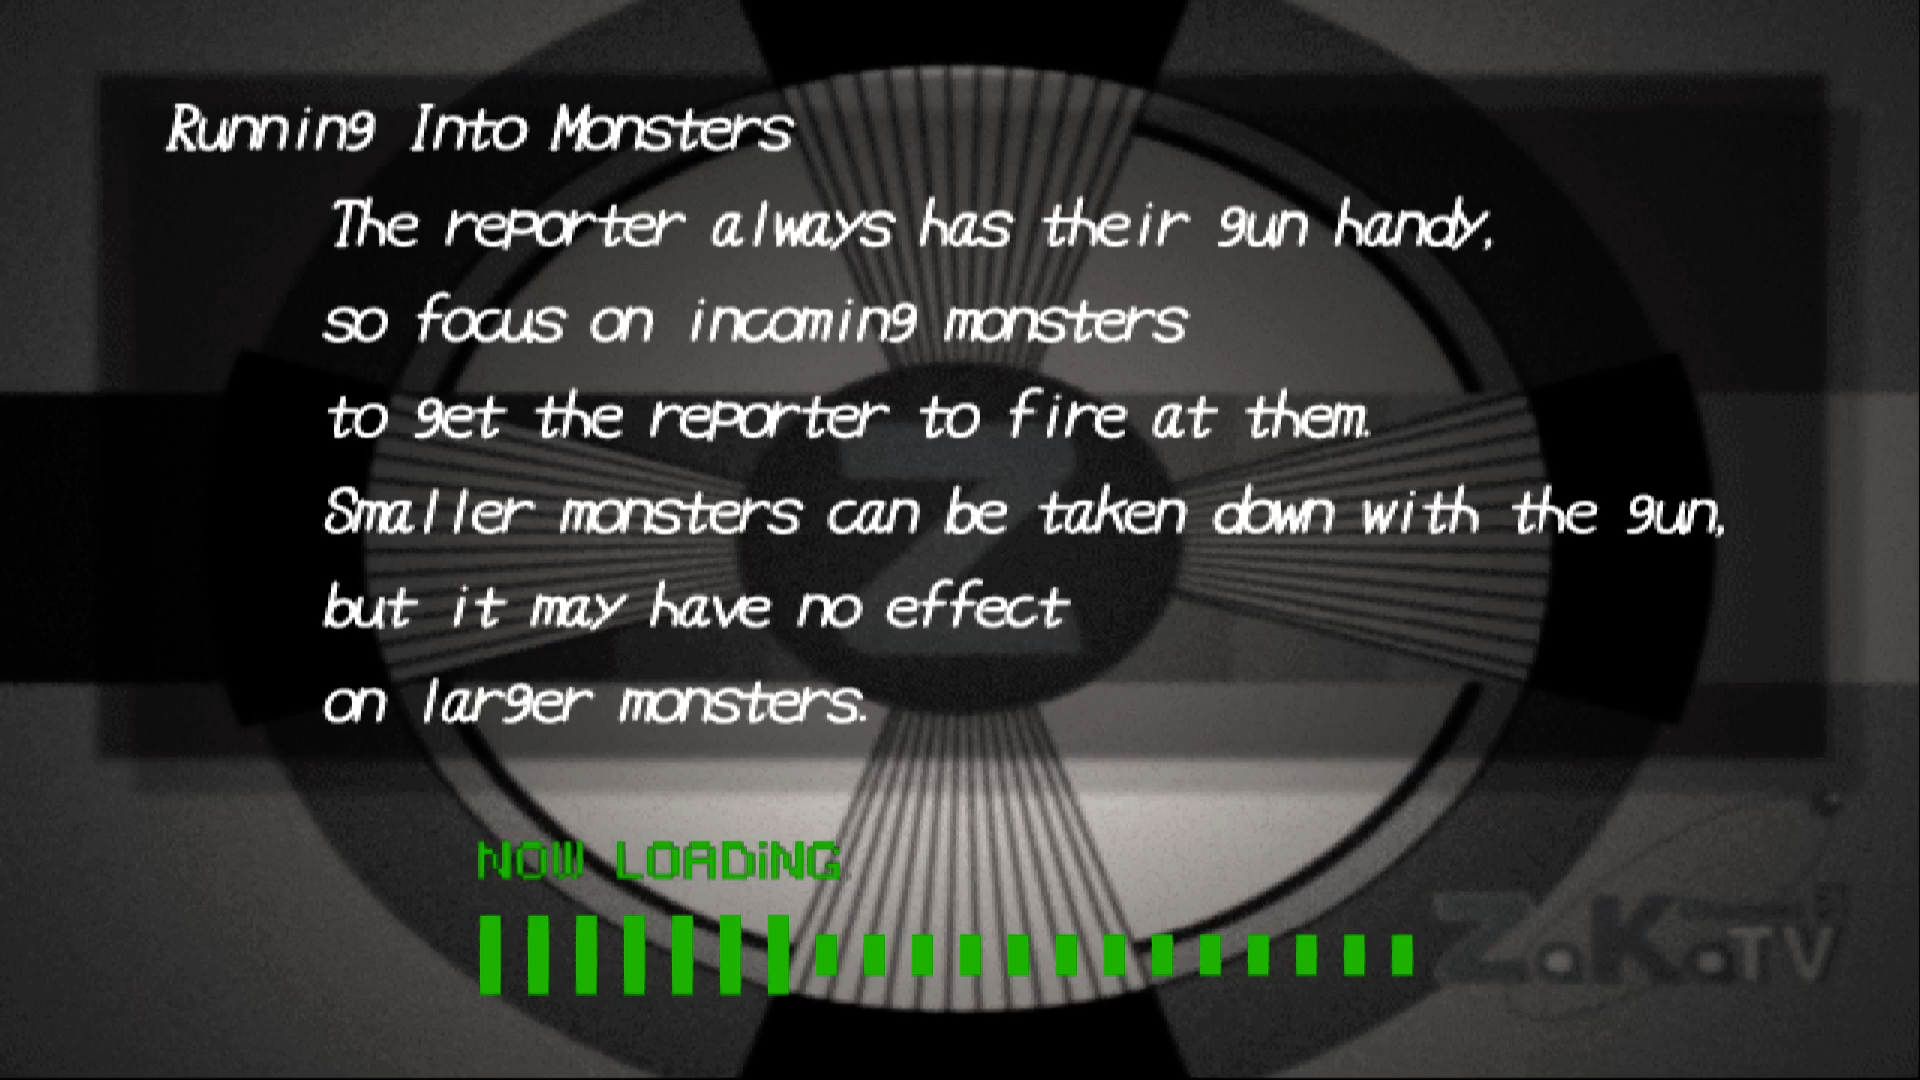 Running Into Monsters
The reporter always has their gun handy,
so focus on incoming monsters
to get the reporter to fire at them.
Smaller monsters can be taken down with the gun,
but it may have no effect
on larger monsters.
Z
NOW LOADiNG
ZaKa TV